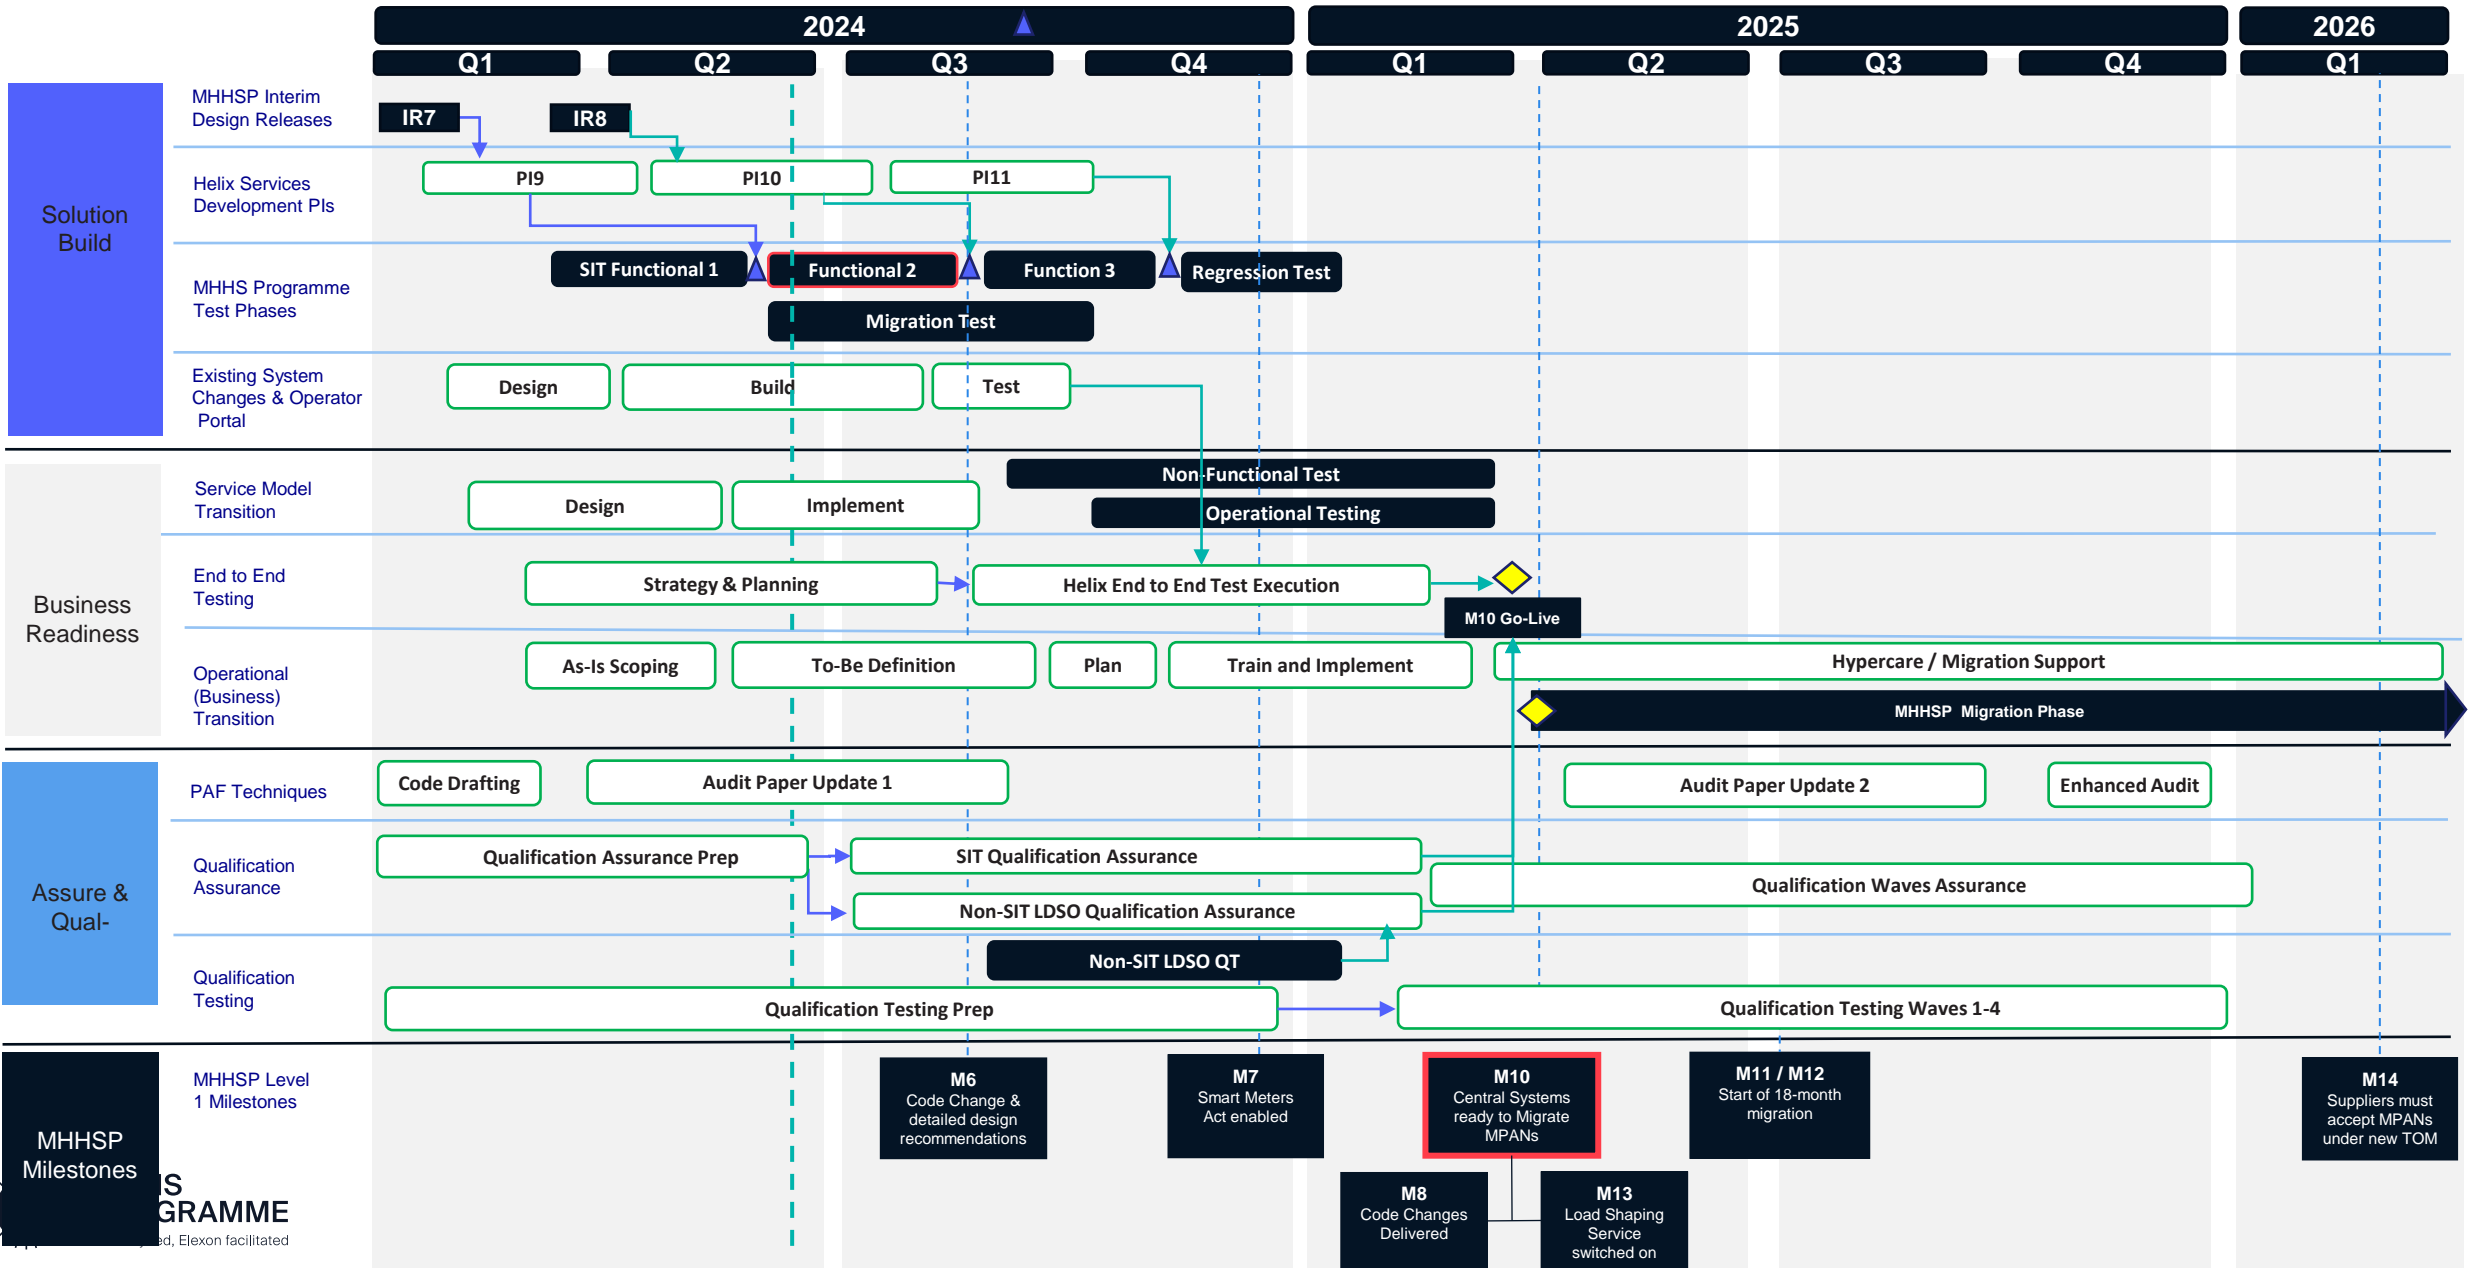 2024
2025
2026
Q1
Q2
Q3
Q4
Q1
Q2
Q3
Q4
Q1
Solution
Build
MHHSP Interim
Design Releases
IR7
IR8
Helix Services
Development PIs
PI9
PI10
PI11
MHHS Programme
Test Phases
SIT Functional 1
Functional 2
Function 3
Regression Test
Migration Test
Existing System
Changes & Operator
Portal
Design
Build
Test
Business
Readiness
Service Model
Transition
Design
Implement
Non-Functional Test
Operational Testing
End to End
Testing
Strategy & Planning
Helix End to End Test Execution
M10 Go-Live
Operational
(Business)
Transition
As-Is Scoping
To-Be Definition
Plan
Train and Implement
Hypercare / Migration Support
MHHSP Migration Phase
Assure &
Qual-
PAF Techniques
Code Drafting
Audit Paper Update 1
Audit Paper Update 2
Enhanced Audit
Qualification
Assurance
Qualification Assurance Prep
SIT Qualification Assurance
Qualification Waves Assurance
Non-SIT LDSO Qualification Assurance
Qualification
Testing
Non-SIT LDSO QT
Qualification Testing Prep
Qualification Testing Waves 1-4
MHHSP
Milestones
MHHSP Level
1 Milestones
M6
Code Change &
detailed design
recommendations
M7
Smart Meters
Act enabled
M10
Central Systems
ready to Migrate
MPANs
M11 / M12
Start of 18-month
migration
M14
Suppliers must
accept MPANs
under new TOM
M8
Code Changes
Delivered
M13
Load Shaping
Service
switched on
IS
GRAMME
ed, Elexon facilitated